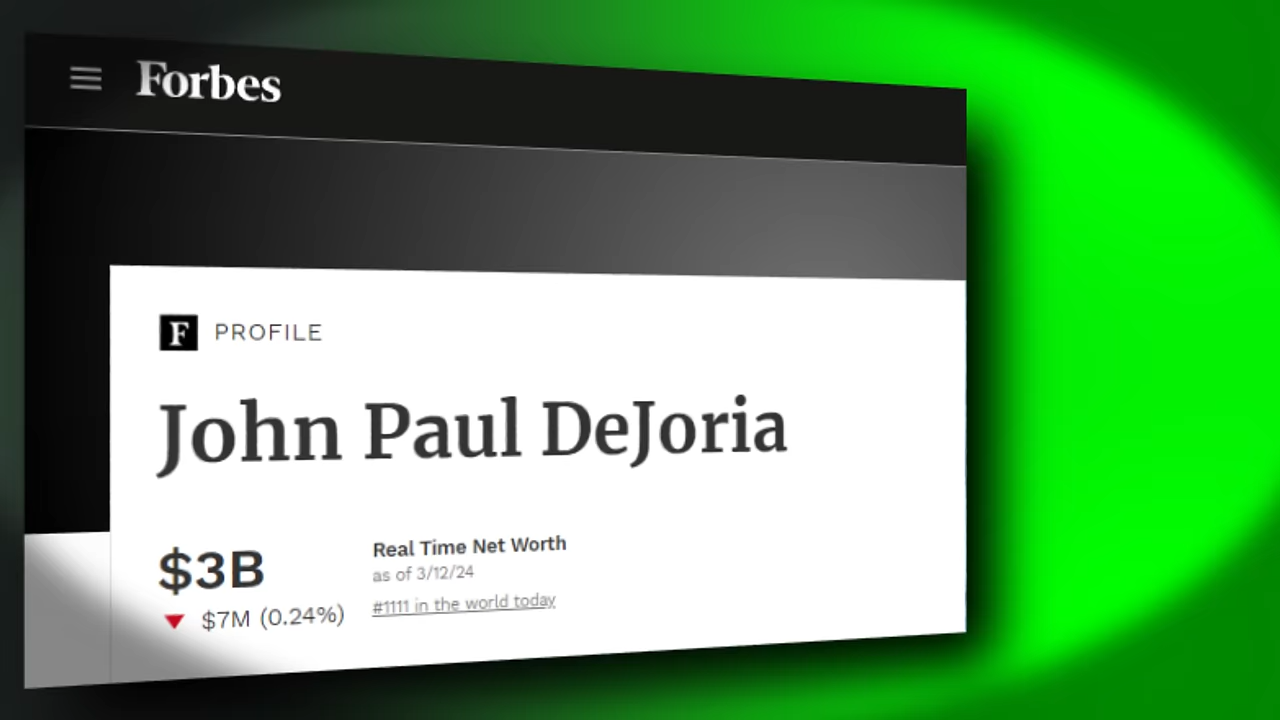 Forbes
F PROFILE
John Paul DeJoria
$3B
$7M (0.24%)
Real Time Net Worth
as of 3/12/24
#1111 in the world today